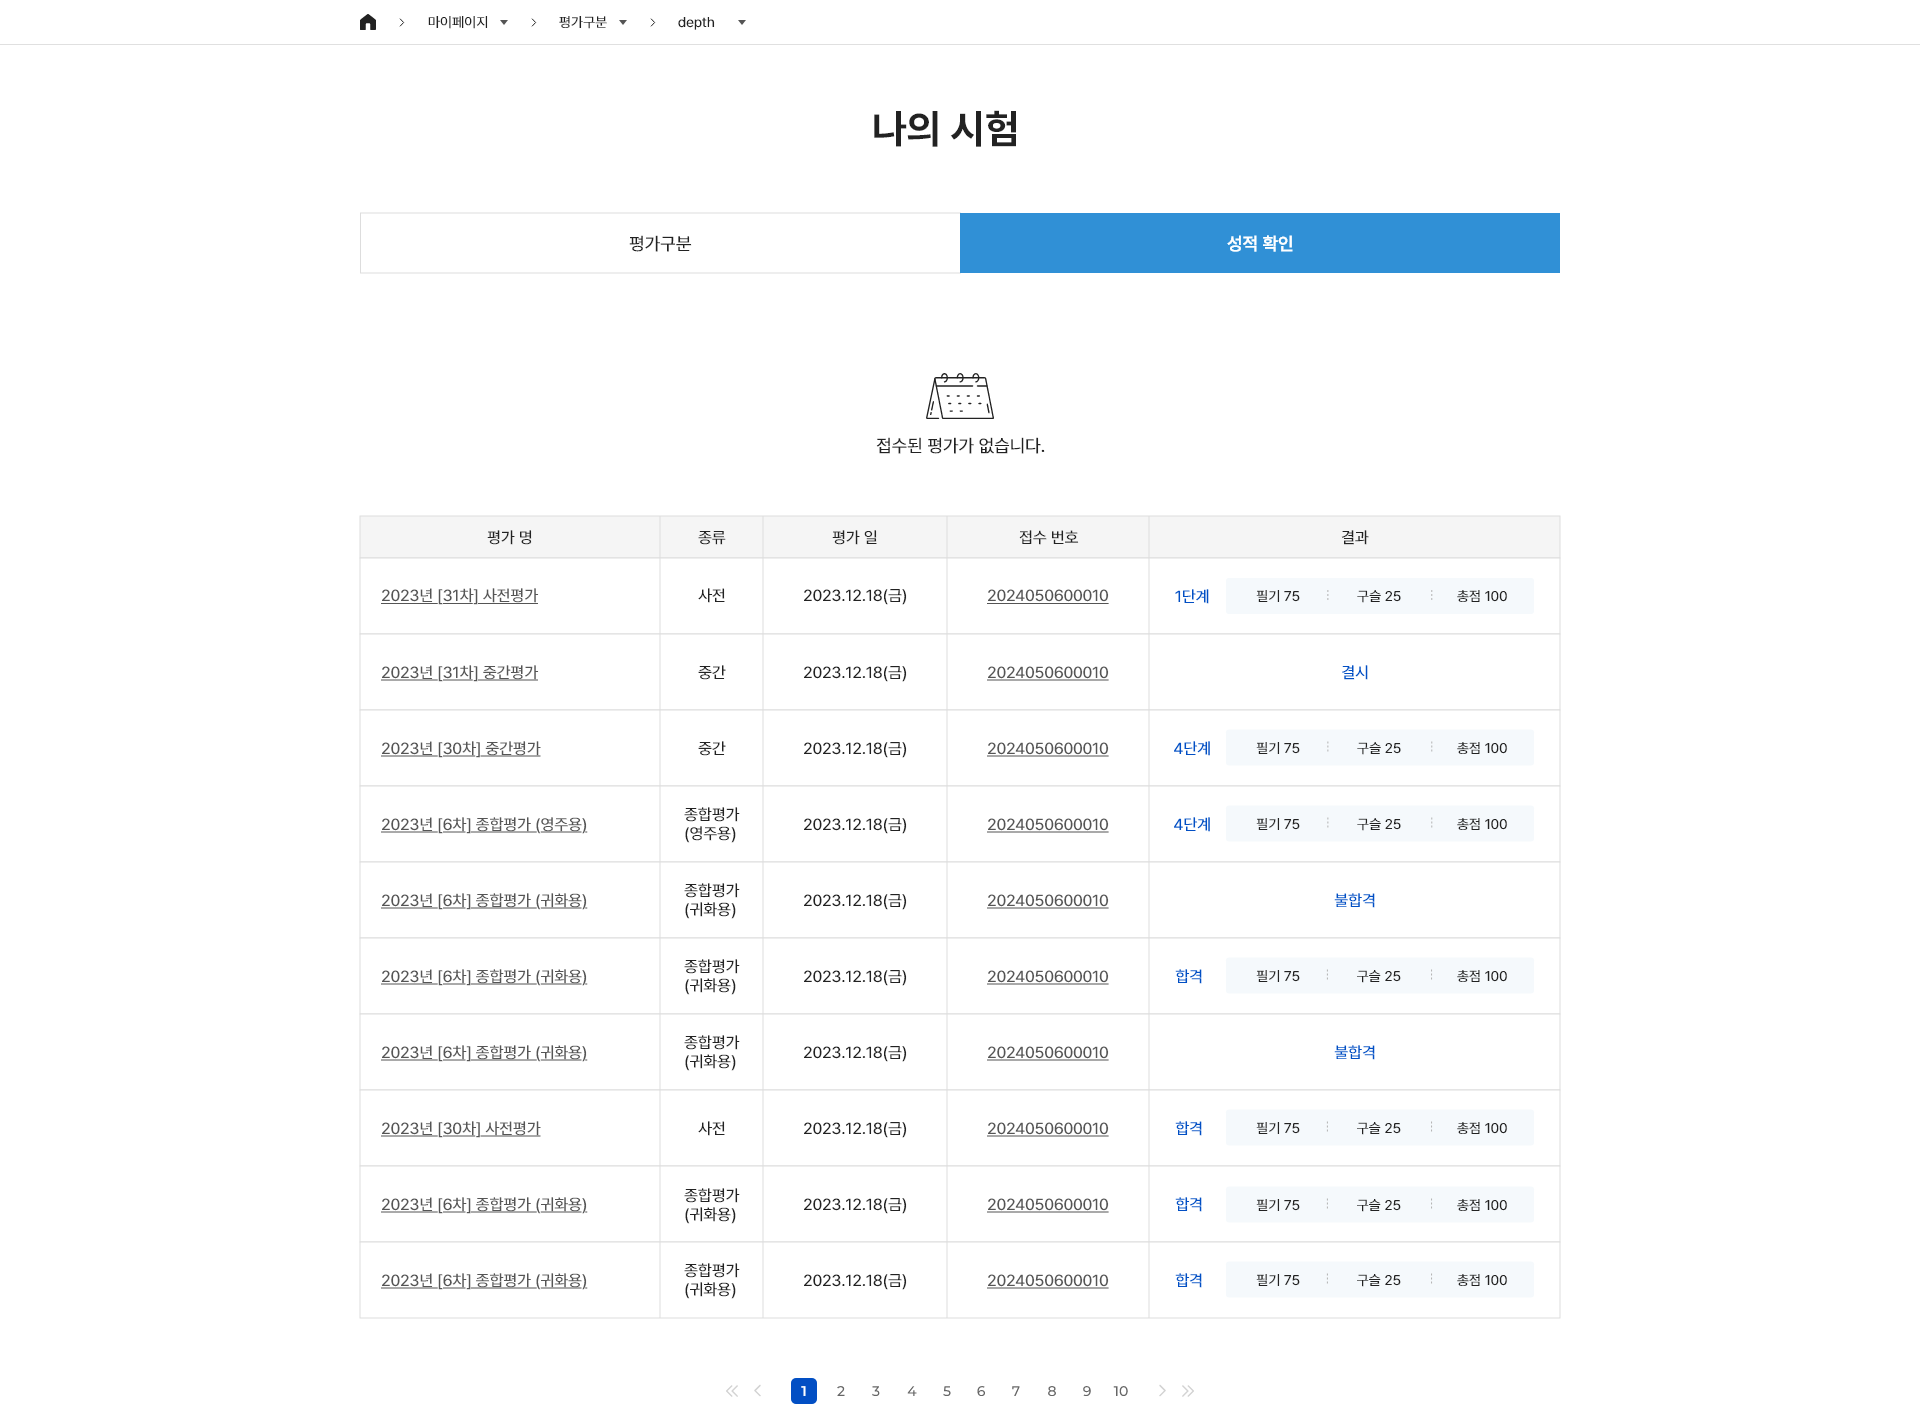 마이페이지 평가구분 depth
나의 시험
평가구분 성적 확인
접수된 평가가 없습니다.
평가 명 종류 평가 일 접수 번호 결과
2023년 [31차] 사전평가 사전 2023.12.18(금) 2024050600010 1단계 필기 75 구술 25 총점 100
2023년 [31차] 중간평가 중간 2023.12.18(금) 2024050600010 결시
2023년 [30차] 중간평가 중간 2023.12.18(금) 2024050600010 4단계 필기 75 구술 25 총점 100
2023년 [6차] 종합평가 (영주용) 종합평가 (영주용) 2023.12.18(금) 2024050600010 4단계 필기 75 구술 25 총점 100
2023년 [6차] 종합평가 (귀화용) 종합평가 (귀화용) 2023.12.18(금) 2024050600010 불합격
2023년 [6차] 종합평가 (귀화용) 종합평가 (귀화용) 2023.12.18(금) 2024050600010 합격 필기 75 구술 25 총점 100
2023년 [6차] 종합평가 (귀화용) 종합평가 (귀화용) 2023.12.18(금) 2024050600010 불합격
2023년 [30차] 사전평가 사전 2023.12.18(금) 2024050600010 합격 필기 75 구술 25 총점 100
2023년 [6차] 종합평가 (귀화용) 종합평가 (귀화용) 2023.12.18(금) 2024050600010 합격 필기 75 구술 25 총점 100
2023년 [6차] 종합평가 (귀화용) 종합평가 (귀화용) 2023.12.18(금) 2024050600010 합격 필기 75 구술 25 총점 100
1 2 3 4 5 6 7 8 9 10